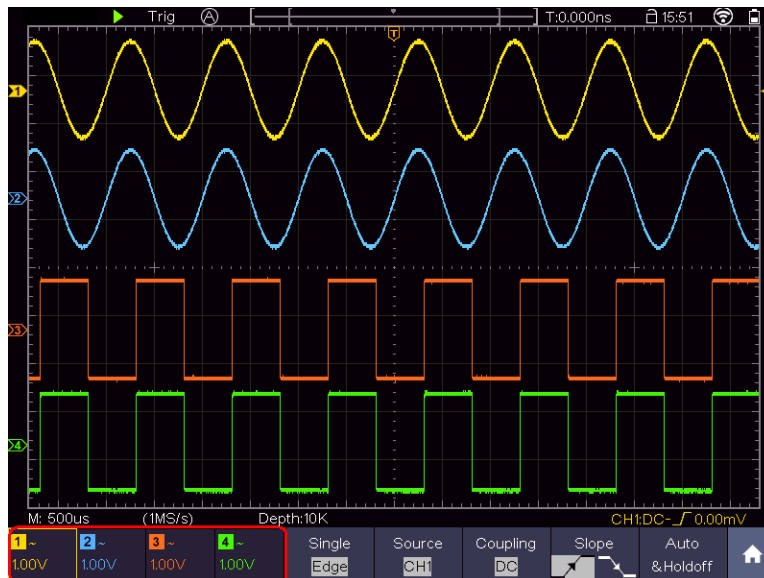 Trig A T:0.000ns 15:51
T
1
2
3
4
M: 500us (1MS/s) Depth:10K CH1:DC- 0.00mV
1 ~ 2 ~ 3 ~ 4 ~ Single Source Coupling Slope Auto
1.00V 1.00V 1.00V 1.00V Edge CH1 DC &Holdoff